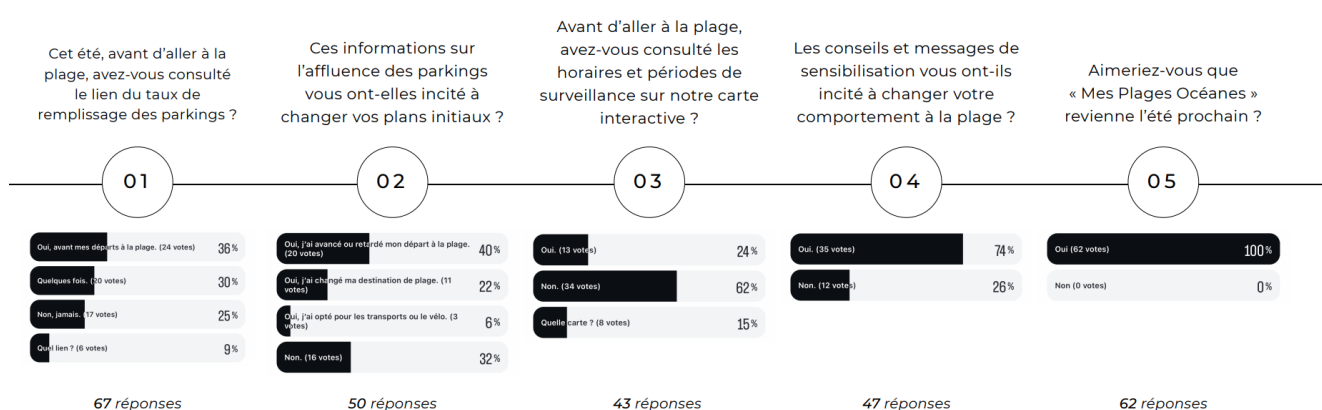 Cet été, avant d'aller à la
plage, avez-vous consulté
le lien du taux de
remplissage des parkings ?
01
Oui, avant mes départs à la plage. (24 votes) 36%
Quelques fois. (20 votes) 30%
Non, jamais. (17 votes) 25%
Quel lien ? (6 votes) 9%
67 réponses
Ces informations sur
l'affluence des parkings
vous ont-elles incité à
changer vos plans initiaux ?
02
Oui, j'ai avancé ou retardé mon départ à la plage.
(20 votes) 40%
Oui, j'ai changé ma destination de plage. (11
votes) 22%
Oui, j'ai opté pour les transports ou le vélo. (3
votes) 6%
Non. (16 votes) 32%
50 réponses
Avant d'aller à la plage,
avez-vous consulté les
horaires et périodes de
surveillance sur notre carte
interactive ?
03
Oui. (13 votes) 24%
Non. (34 votes) 62%
Quelle carte ? (8 votes) 15%
43 réponses
Les conseils et messages de
sensibilisation vous ont-ils
incité à changer votre
comportement à la plage ?
04
Oui. (35 votes) 74%
Non. (12 votes) 26%
47 réponses
Aimeriez-vous que
« Mes Plages Océanes »
revienne l'été prochain ?
05
Oui (62 votes) 100%
Non (0 votes) 0%
62 réponses